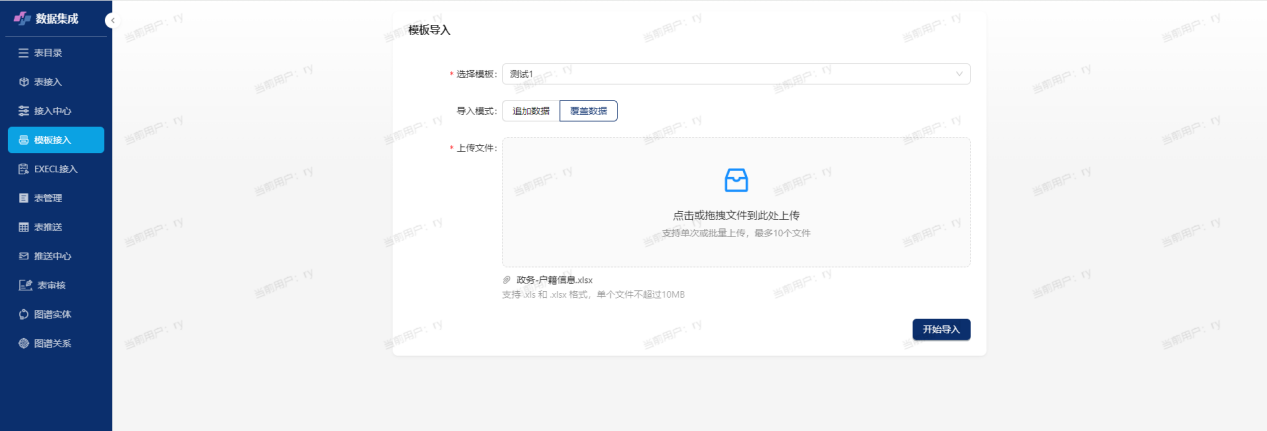 数据集成
表目录
表接入
接入中心
模板接入
EXECL接入
表管理
表推送
推送中心
表审核
图谱实体
图谱关系
模板导入
* 选择模板: 测试1
导入模式: 追加数据 覆盖数据
* 上传文件:
点击或拖拽文件到此处上传
支持单次或批量上传，最多10个文件
政务-户籍信息.xlsx
支持 .xls 和 .xlsx 格式，单个文件不超过10MB
开始导入
当前用户：ry